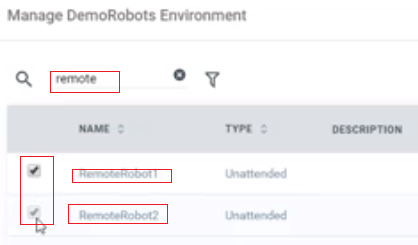 Manage DemoRobots Environment
remote
NAME TYPE DESCRIPTION
RemoteRobot1 Unattended
RemoteRobot2 Unattended